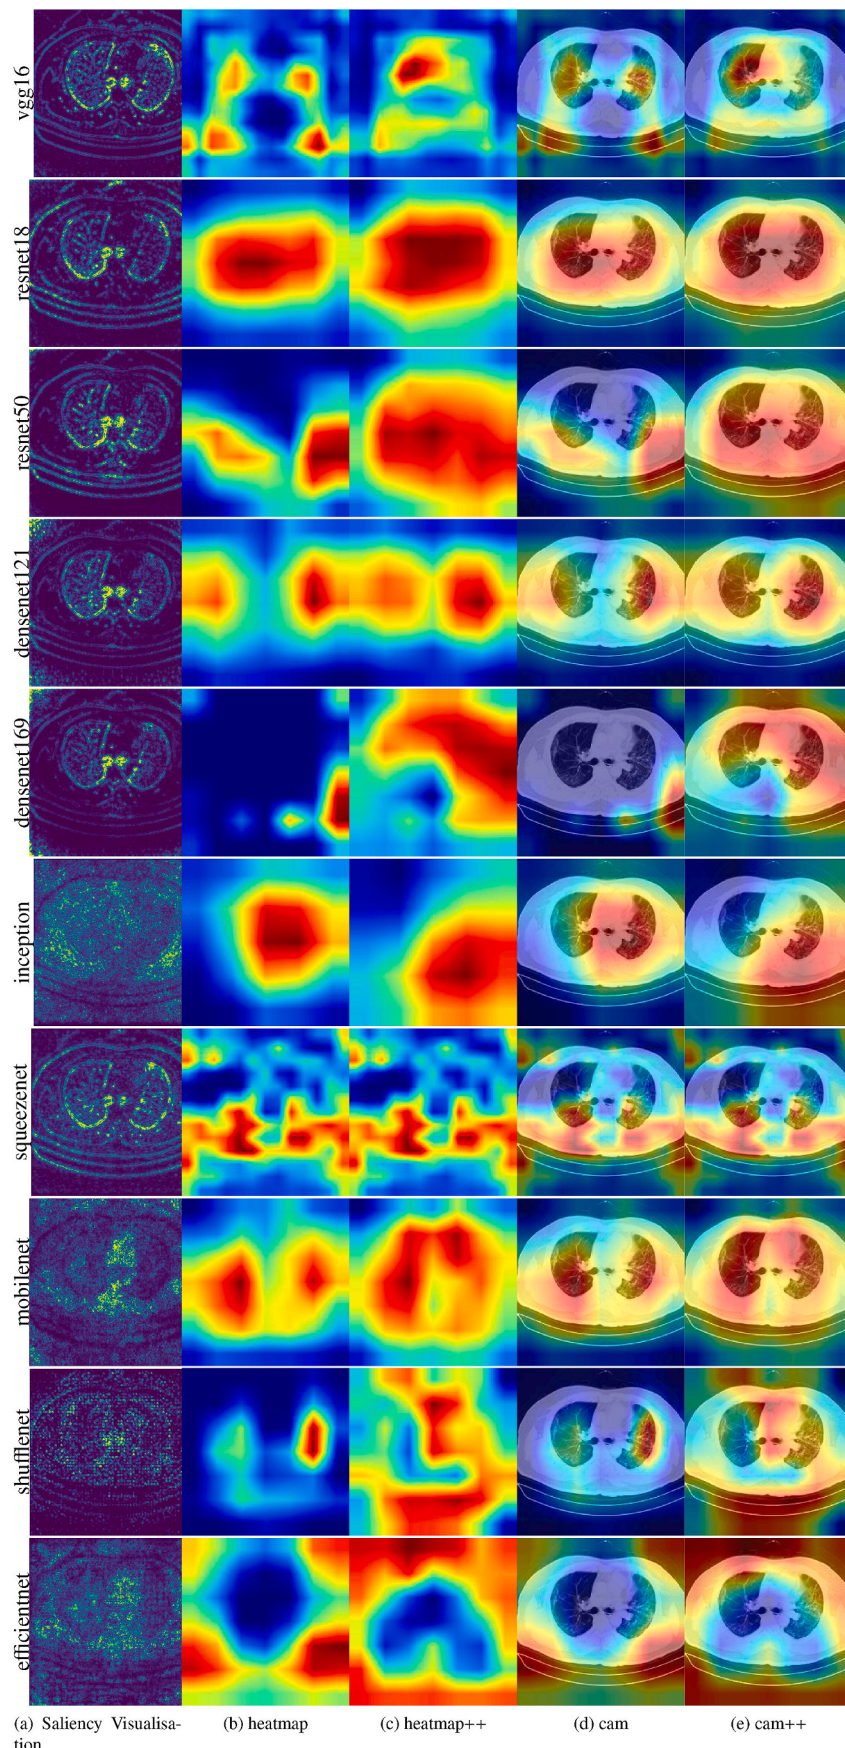 vgg16
resnet18
resnet50
densenet121
densenet169
inception
squeezenet
mobilenet
shufflenet
efficientnet
(a) Saliency Visualisa-
tion
(b) heatmap
(c) heatmap++
(d) cam
(e) cam++